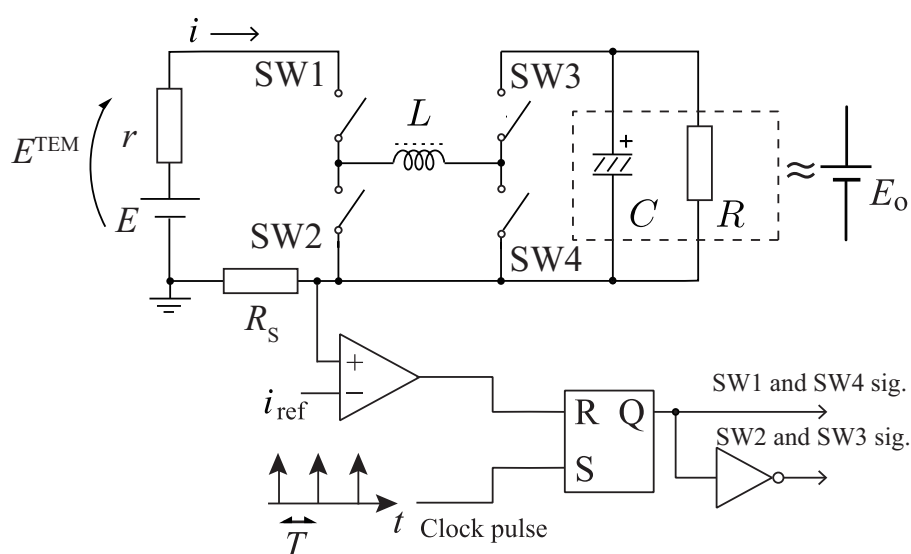 i
SW1
SW3
L
E^TEM
r
E
SW2
SW4
+
C
R
≈
E_o
R_S
+
−
i_ref
R Q
S
SW1 and SW4 sig.
SW2 and SW3 sig.
t
Clock pulse
T